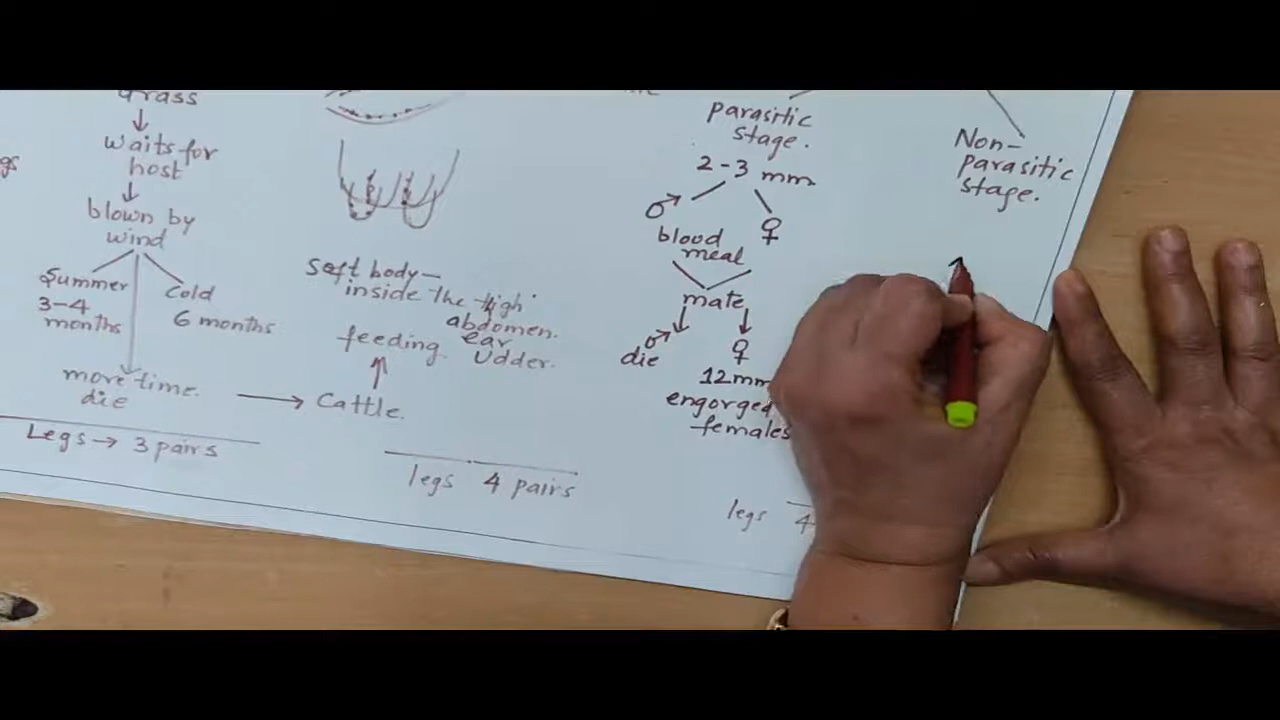 Grass
↓
waits for
host
↓
blown by
wind
Summer
3-4
months
Cold
6 months
more time
die
Legs → 3 pairs
Soft body -
inside the thigh
abdomen.
ear
Udder.
feeding
Cattle.
legs 4 pairs
parasitic
stage.
2-3 mm
♂ ♀
blood
meal
mate
♂
die
♀
12mm
engorged
females
legs 4
Non-
parasitic
stage.